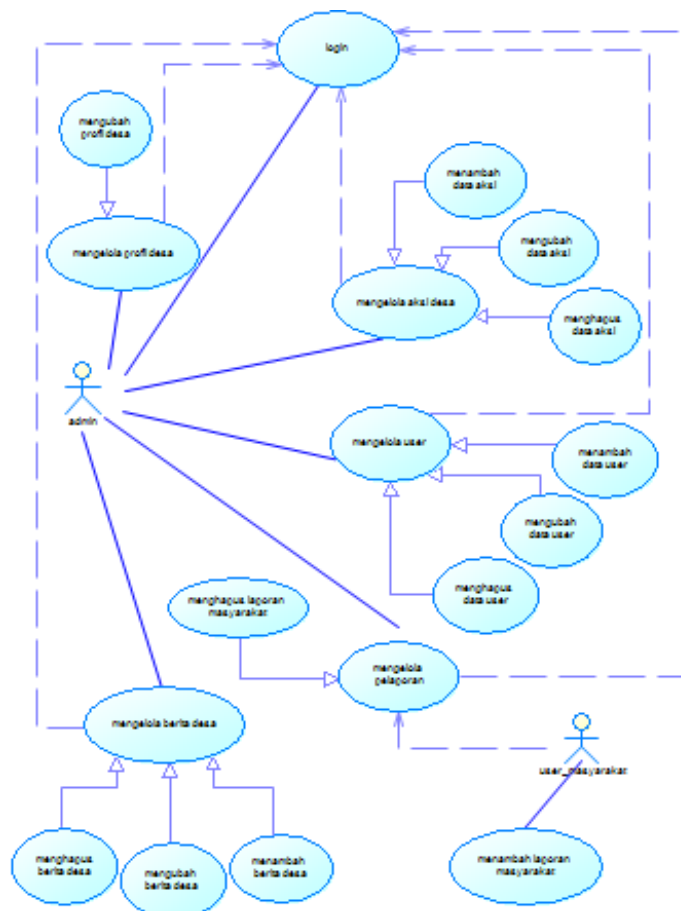 login
mengubah
profil desa
menambah
data aksi
mengubah
data aksi
mengelola profil desa
mengelola aksi desa
menghapus
data aksi
admin
mengelola user
menambah
data user
mengubah
data user
menghapus
data user
menghapus laporan
masyarakat
mengelola
pelaporan
mengelola berita desa
user_masyarakat
menghapus
berita desa
mengubah
berita desa
menambah
berita desa
menambah laporan
masyarakat